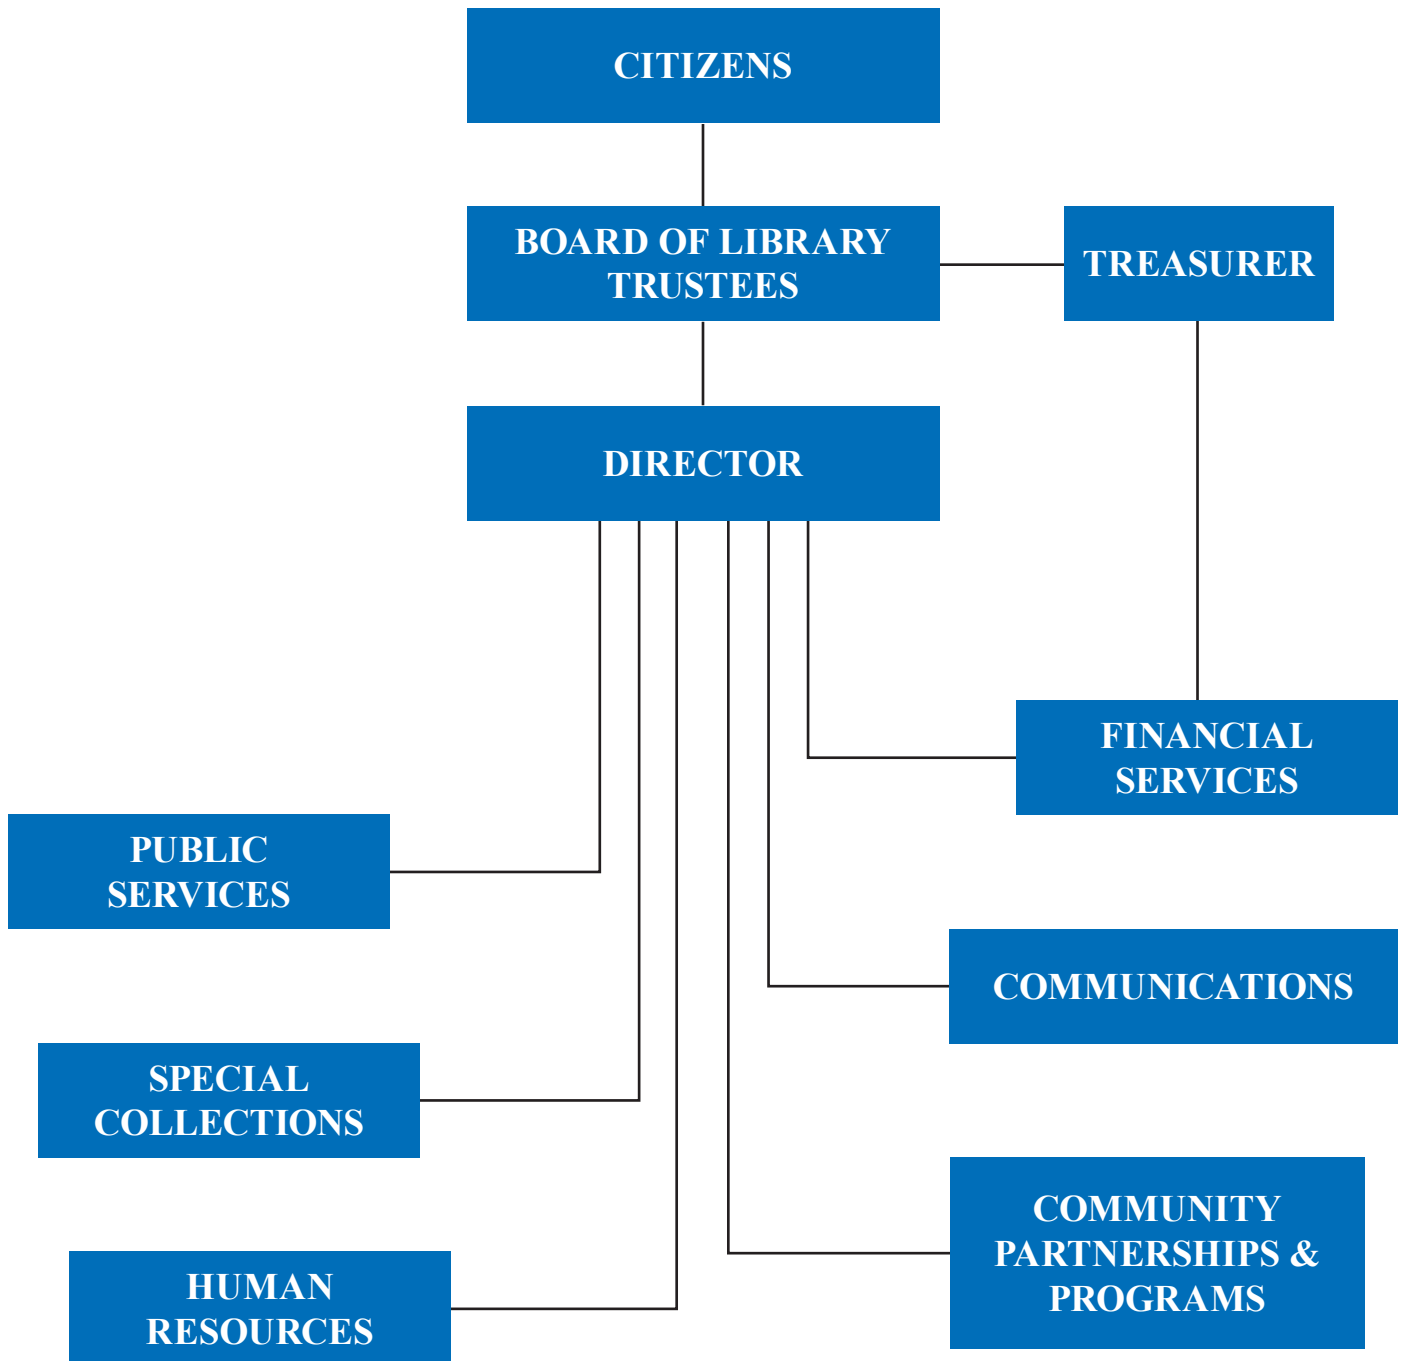 CITIZENS
BOARD OF LIBRARY
TRUSTEES
TREASURER
DIRECTOR
FINANCIAL
SERVICES
PUBLIC
SERVICES
COMMUNICATIONS
SPECIAL
COLLECTIONS
COMMUNITY
PARTNERSHIPS &
PROGRAMS
HUMAN
RESOURCES